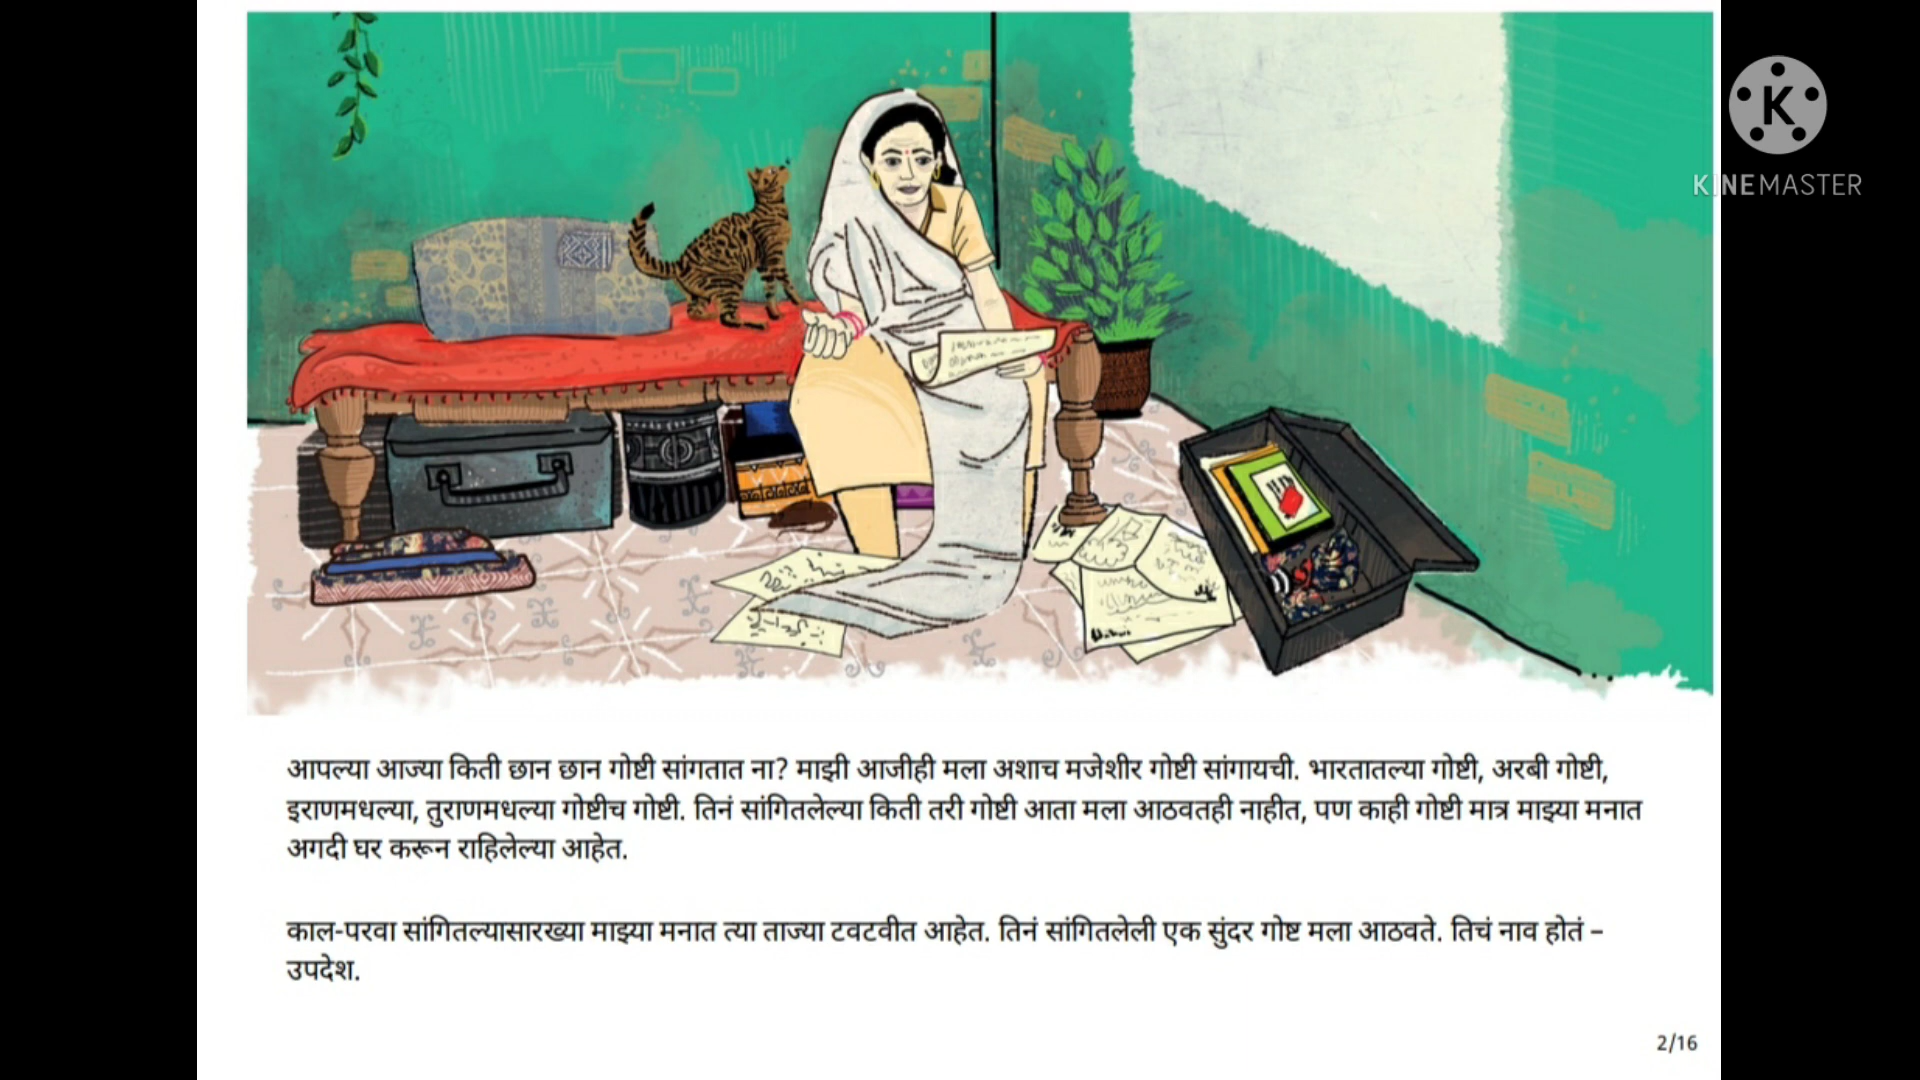 KINEMASTER
आपल्या आज्या किती छान छान गोष्टी सांगतात ना? माझी आजीही मला अशाच मजेशीर गोष्टी सांगायची. भारतातल्या गोष्टी, अरबी गोष्टी,
इराणमधल्या, तुराणमधल्या गोष्टीच गोष्टी. तिनं सांगितलेल्या किती तरी गोष्टी आता मला आठवतही नाहीत, पण काही गोष्टी मात्र माझ्या मनात
अगदी घर करून राहिलेल्या आहेत.
काल-परवा सांगितल्यासारख्या माझ्या मनात त्या ताज्या टवटवीत आहेत. तिनं सांगितलेली एक सुंदर गोष्ट मला आठवते. तिचं नाव होतं –
उपदेश.
2/16